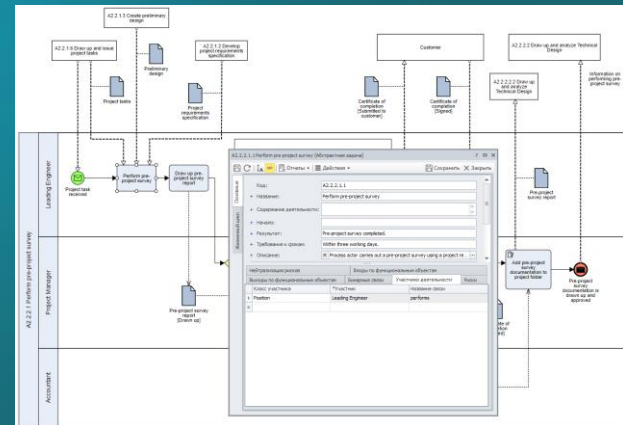 A2.2.1.3 Create preliminary
design
A2.2.1.6 Draw up and issue
project tasks
A2.2.1.2 Develop
project requirements
specification
Customer
A2.2.2.2 Draw up and analyze Technical
Design
A2.2.2.2.2 Draw up
and analyze
Technical Design
Information on
performing pre-
project survey
Preliminary
design
Project tasks
Project
requirements
specification
Certificate of
completion
[Submitted to
customer]
Certificate of
completion
[Signed]
Pre-project
survey report
A2.2.2.1 Perform pre-project survey
Leading Engineer
Project Manager
Accountant
Project task
received
Perform pre-
project survey
Draw up pre-
project survey
report
Pre-project survey
report
[Drawn up]
Add pre-project
survey
documentation to
project folder
Pre-project
survey
documentation is
drawn up and
approved
A2.2.2.1.1 Perform pre-project survey (Абстрактная задача)
Отчеты
Действия
Сохранить
Закрыть
Основные
Код:
A2.2.2.1.1
Название:
Perform pre-project survey
Содержание деятельности:
Начало:
Результат:
Pre-project survey completed.
Требования к срокам:
Within three working days.
Описание:
Process actor carries out a pre-project survey using a project re...
Нейтрализация рисков
Входы по функциональным объектам
Выходы по функциональным объектам
Бинарные связи
Участники деятельности
Риски
Класс участника
Участник
Название связи
1 Position
Leading Engineer
performs